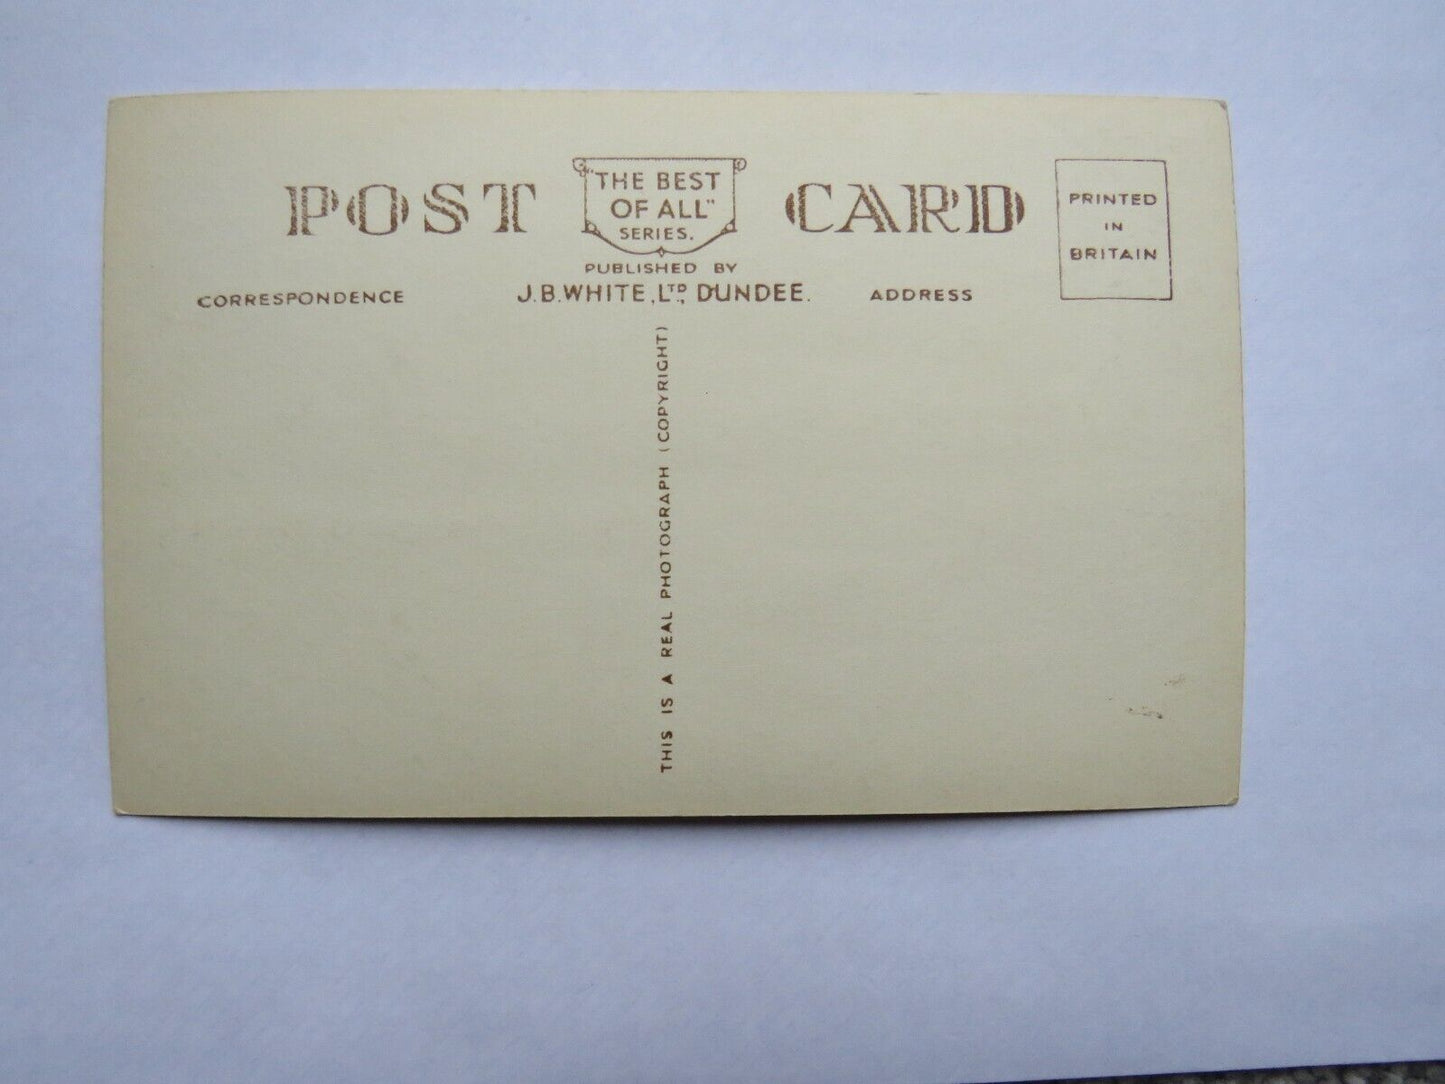 POST CARD
"THE BEST
OF ALL"
SERIES.
PUBLISHED BY
J.B. WHITE, LTD., DUNDEE.
CORRESPONDENCE
ADDRESS
PRINTED
IN
BRITAIN
THIS IS A REAL PHOTOGRAPH (COPYRIGHT)